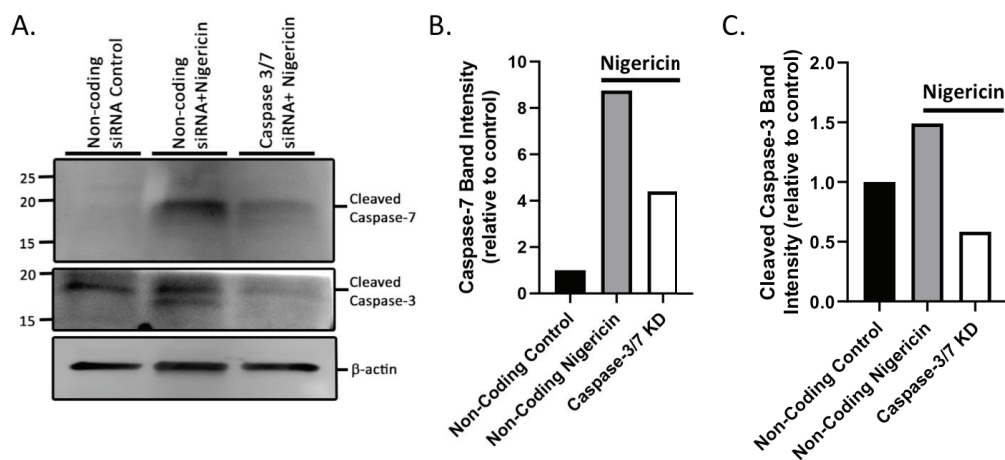 A.
Non-coding
siRNA Control
Non-coding
siRNA+Nigericin
Caspase 3/7
siRNA+ Nigericin
25
20
15
Cleaved
Caspase-7
20
15
Cleaved
Caspase-3
β-actin
B.
Nigericin
Caspase-7 Band Intensity
(relative to control)
10
8
6
4
2
0
Non-Coding Control
Non-Coding Nigericin
Caspase-3/7 KD
C.
Nigericin
Cleaved Caspase-3 Band
Intensity (relative to control)
2.0
1.5
1.0
0.5
0.0
Non-Coding Control
Non-Coding Nigericin
Caspase-3/7 KD